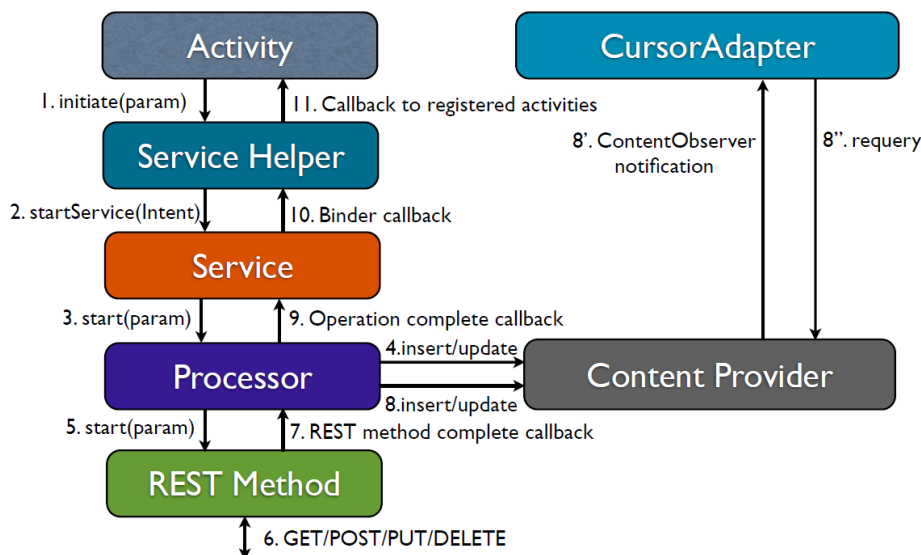 Activity
CursorAdapter
1. initiate(param)
11. Callback to registered activities
Service Helper
8'. ContentObserver
notification
8". requery
2. startService(Intent)
10. Binder callback
Service
3. start(param)
9. Operation complete callback
4.insert/update
Processor
Content Provider
8.insert/update
5. start(param)
7. REST method complete callback
REST Method
6. GET/POST/PUT/DELETE